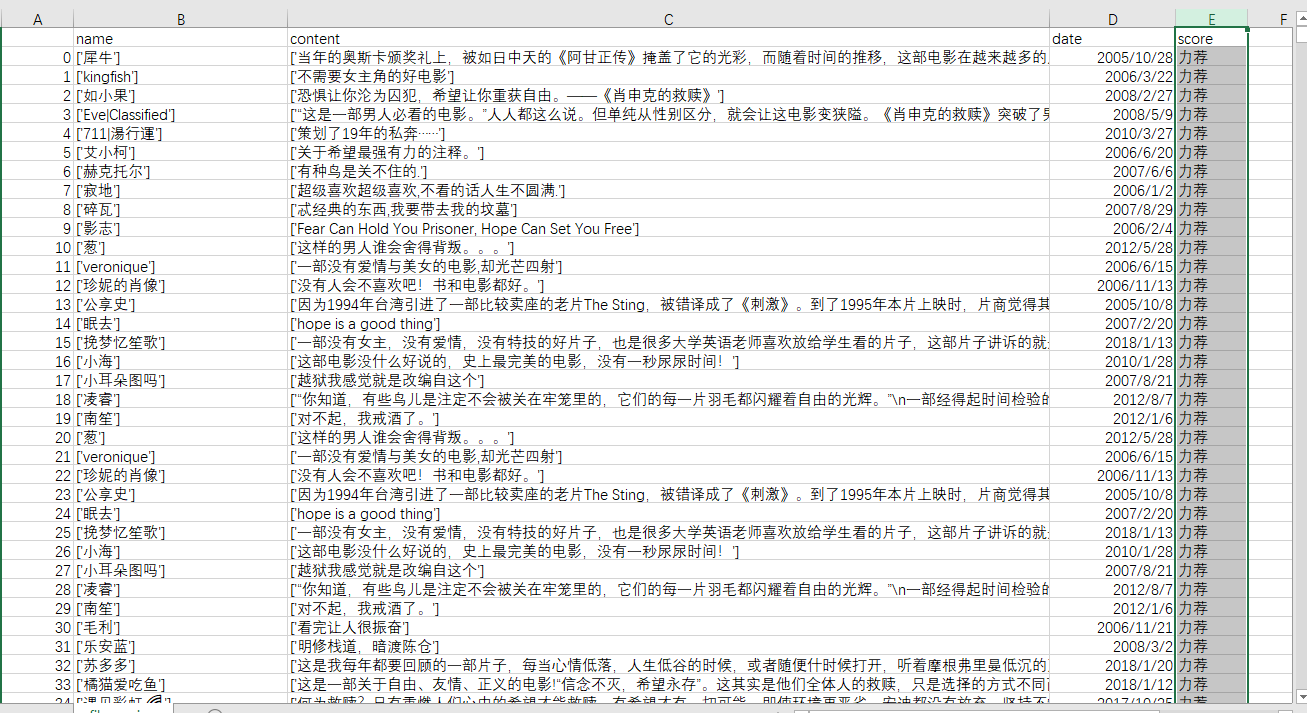 A B C D E F
name content date score
0 ['犀牛'] ['当年的奥斯卡颁奖礼上，被如日中天的《阿甘正传》掩盖了它的光彩，而随着时间的推移，这部电影在越来越多的 2005/10/28 力荐
1 ['kingfish'] ['不需要女主角的好电影'] 2006/3/22 力荐
2 ['如小果'] ['恐惧让你沦为囚犯，希望让你重获自由。——《肖申克的救赎》'] 2008/2/27 力荐
3 ['Eve|Classified'] ['“这是一部男人必看的电影。”人人都这么说。但单纯从性别区分，就会让这电影变狭隘。《肖申克的救赎》突破了男 2008/5/9 力荐
4 ['711|湯行運'] ['策划了19年的私奔……'] 2010/3/27 力荐
5 ['艾小柯'] ['关于希望最强有力的注释。'] 2006/6/20 力荐
6 ['赫克托尔'] ['有种鸟是关不住的.'] 2007/6/6 力荐
7 ['寂地'] ['超级喜欢超级喜欢,不看的话人生不圆满.'] 2006/1/2 力荐
8 ['碎瓦'] ['忒经典的东西,我要带去我的坟墓'] 2007/8/29 力荐
9 ['影志'] ['Fear Can Hold You Prisoner, Hope Can Set You Free'] 2006/2/4 力荐
10 ['葱'] ['这样的男人谁会舍得背叛。。。'] 2012/5/28 力荐
11 ['veronique'] ['一部没有爱情与美女的电影,却光芒四射'] 2006/6/15 力荐
12 ['珍妮的肖像'] ['没有人会不喜欢吧！书和电影都好。'] 2006/11/13 力荐
13 ['公享史'] ['因为1994年台湾引进了一部比较卖座的老片The Sting，被错译成了《刺激》。到了1995年本片上映时，片商觉得其 2005/10/8 力荐
14 ['眠去'] ['hope is a good thing'] 2007/2/20 力荐
15 ['挽梦忆笙歌'] ['一部没有女主，没有爱情，没有特技的好片子，也是很多大学英语老师喜欢放给学生看的片子，这部片子讲诉的就 2018/1/13 力荐
16 ['小海'] ['这部电影没什么好说的，史上最完美的电影，没有一秒尿尿时间！'] 2010/1/28 力荐
17 ['小耳朵图吗'] ['越狱我感觉就是改编自这个'] 2007/8/21 力荐
18 ['凌睿'] ['“你知道，有些鸟儿是注定不会被关在牢笼里的，它们的每一片羽毛都闪耀着自由的光辉。”\n一部经得起时间检验的 2012/8/7 力荐
19 ['南笙'] ['对不起，我戒酒了。'] 2012/1/6 力荐
20 ['葱'] ['这样的男人谁会舍得背叛。。。'] 2012/5/28 力荐
21 ['veronique'] ['一部没有爱情与美女的电影,却光芒四射'] 2006/6/15 力荐
22 ['珍妮的肖像'] ['没有人会不喜欢吧！书和电影都好。'] 2006/11/13 力荐
23 ['公享史'] ['因为1994年台湾引进了一部比较卖座的老片The Sting，被错译成了《刺激》。到了1995年本片上映时，片商觉得其 2005/10/8 力荐
24 ['眠去'] ['hope is a good thing'] 2007/2/20 力荐
25 ['挽梦忆笙歌'] ['一部没有女主，没有爱情，没有特技的好片子，也是很多大学英语老师喜欢放给学生看的片子，这部片子讲诉的就 2018/1/13 力荐
26 ['小海'] ['这部电影没什么好说的，史上最完美的电影，没有一秒尿尿时间！'] 2010/1/28 力荐
27 ['小耳朵图吗'] ['越狱我感觉就是改编自这个'] 2007/8/21 力荐
28 ['凌睿'] ['“你知道，有些鸟儿是注定不会被关在牢笼里的，它们的每一片羽毛都闪耀着自由的光辉。”\n一部经得起时间检验的 2012/8/7 力荐
29 ['南笙'] ['对不起，我戒酒了。'] 2012/1/6 力荐
30 ['毛利'] ['看完让人很振奋'] 2006/11/21 力荐
31 ['乐安蓝'] ['明修栈道，暗渡陈仓'] 2008/3/2 力荐
32 ['苏多多'] ['这是我每年都要回顾的一部片子，每当心情低落，人生低谷的时候，或者随便什时候打开，听着摩根弗里曼低沉的 2018/1/20 力荐
33 ['橘猫爱吃鱼'] ['这是一部关于自由、友情、正义的电影!“信念不灭，希望永存”。这其实是他们全体人的救赎，只是选择的方式不同 2018/1/12 力荐